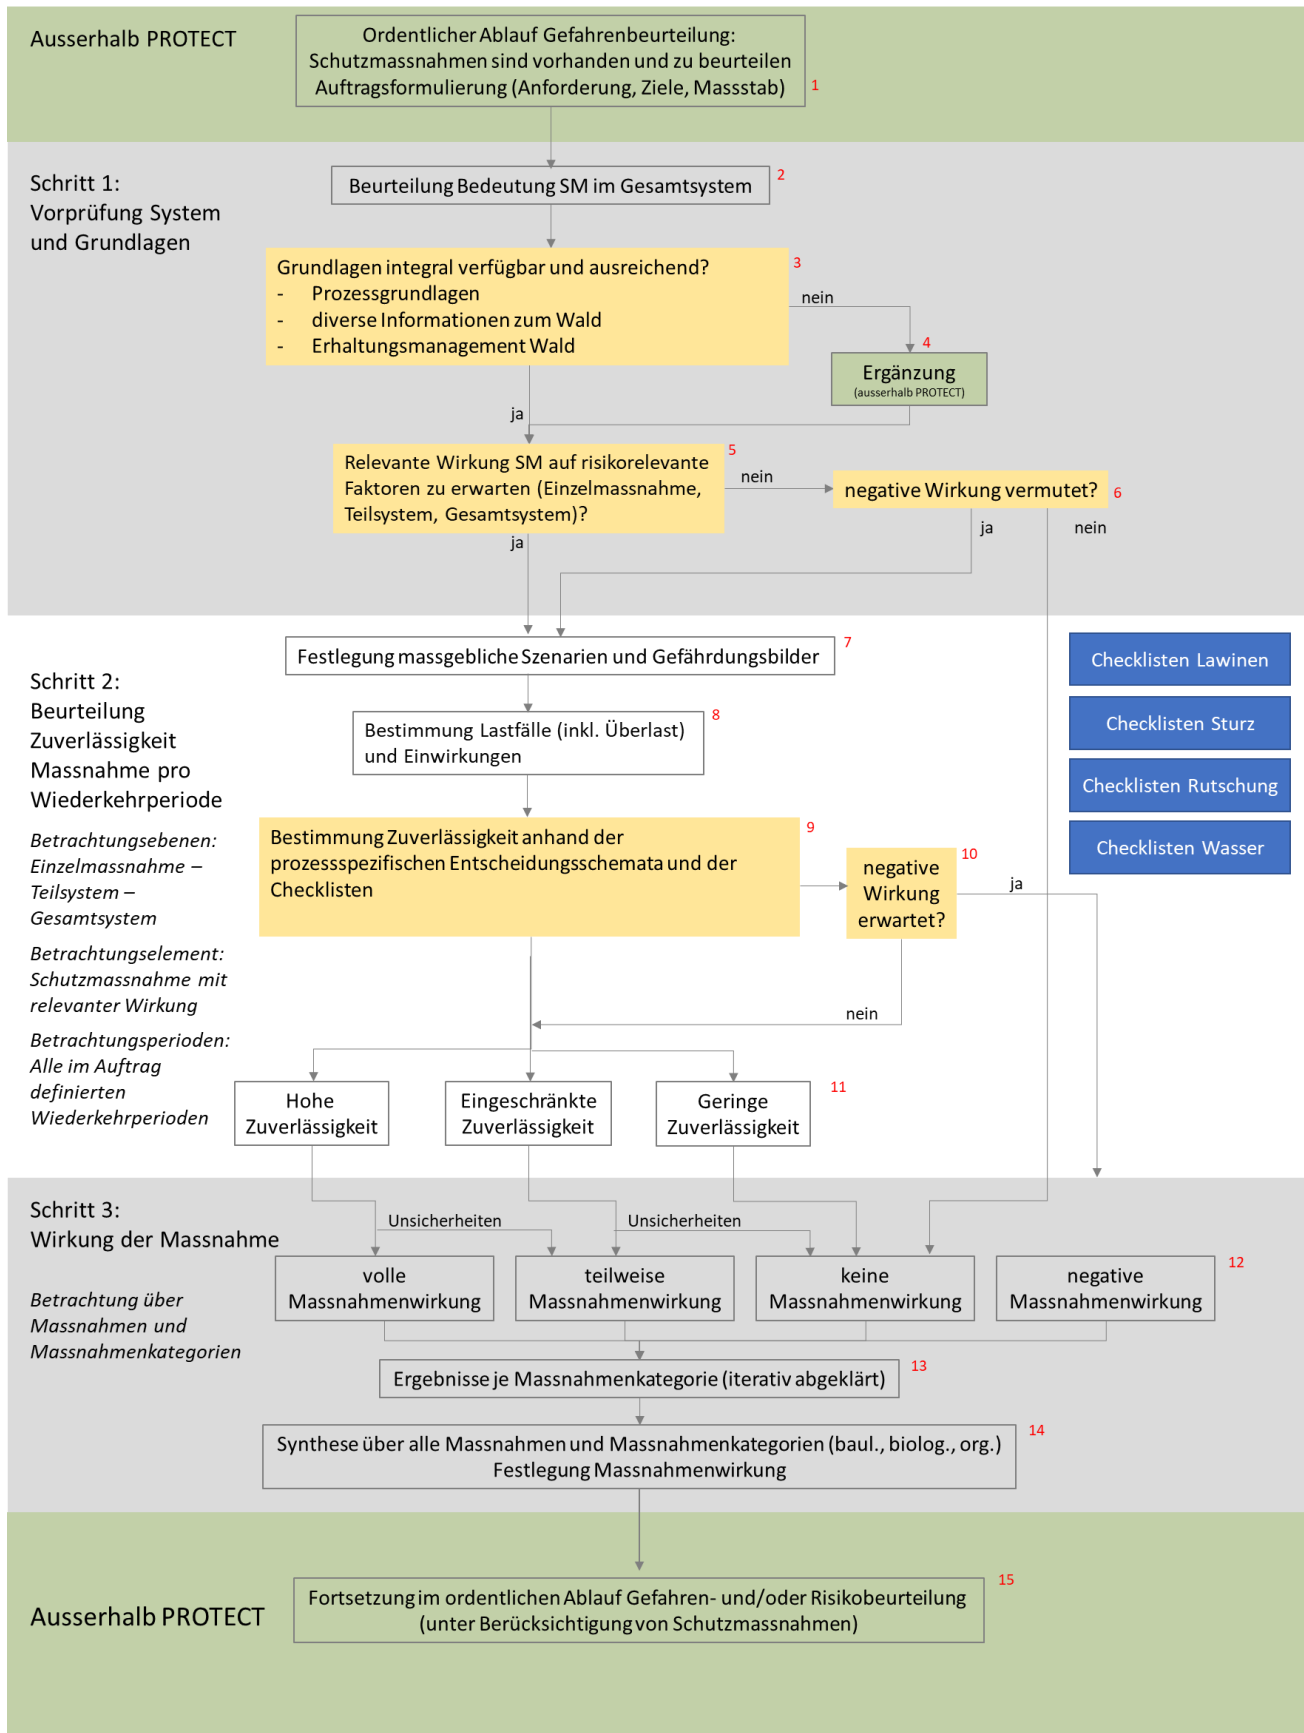 Ausserhalb PROTECT
Ordentlicher Ablauf Gefahrenbeurteilung:
Schutzmassnahmen sind vorhanden und zu beurteilen
Auftragsformulierung (Anforderung, Ziele, Massstab)
1
Schritt 1:
Vorprüfung System
und Grundlagen
Beurteilung Bedeutung SM im Gesamtsystem
2
Grundlagen integral verfügbar und ausreichend?
- Prozessgrundlagen
- diverse Informationen zum Wald
- Erhaltungsmanagement Wald
3
nein
4
Ergänzung
(ausserhalb PROTECT)
ja
Relevante Wirkung SM auf risikorelevante
Faktoren zu erwarten (Einzelmassnahme,
Teilsystem, Gesamtsystem)?
5
nein
negative Wirkung vermutet?
6
ja
ja
nein
Festlegung massgebliche Szenarien und Gefährdungsbilder
7
Schritt 2:
Beurteilung
Zuverlässigkeit
Massnahme pro
Wiederkehrperiode
Betrachtungsebenen:
Einzelmassnahme –
Teilsystem –
Gesamtsystem
Betrachtungselement:
Schutzmassnahme mit
relevanter Wirkung
Betrachtungsperioden:
Alle im Auftrag
definierten
Wiederkehrperioden
Bestimmung Lastfälle (inkl. Überlast)
und Einwirkungen
8
Checklisten Lawinen
Checklisten Sturz
Checklisten Rutschung
Checklisten Wasser
Bestimmung Zuverlässigkeit anhand der
prozessspezifischen Entscheidungsschemata und der
Checklisten
9
negative
Wirkung
erwartet?
10
ja
nein
Hohe
Zuverlässigkeit
Eingeschränkte
Zuverlässigkeit
Geringe
Zuverlässigkeit
11
Schritt 3:
Wirkung der Massnahme
Betrachtung über
Massnahmen und
Massnahmenkategorien
Unsicherheiten
Unsicherheiten
volle
Massnahmenwirkung
teilweise
Massnahmenwirkung
keine
Massnahmenwirkung
negative
Massnahmenwirkung
12
Ergebnisse je Massnahmenkategorie (iterativ abgeklärt)
13
Synthese über alle Massnahmen und Massnahmenkategorien (baul., biolog., org.)
Festlegung Massnahmenwirkung
14
Ausserhalb PROTECT
Fortsetzung im ordentlichen Ablauf Gefahren- und/oder Risikobeurteilung
(unter Berücksichtigung von Schutzmassnahmen)
15